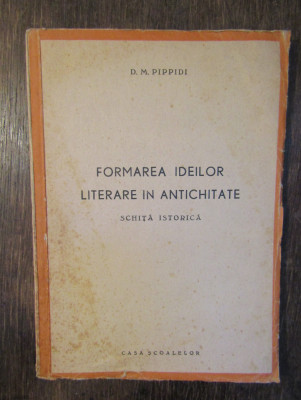 D. M. PIPPIDI
FORMAREA IDEILOR
LITERARE IN ANTICHITATE
SCHIȚĂ ISTORICĂ
CASA ȘCOALELOR